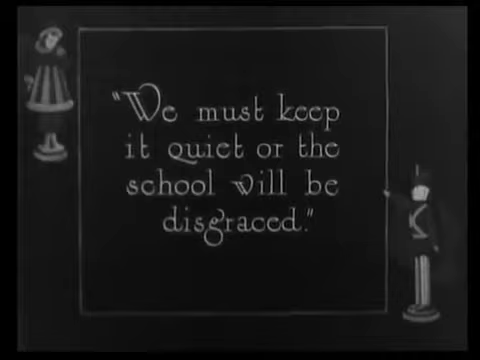 "We must keep
it quiet or the
school will be
disgraced."